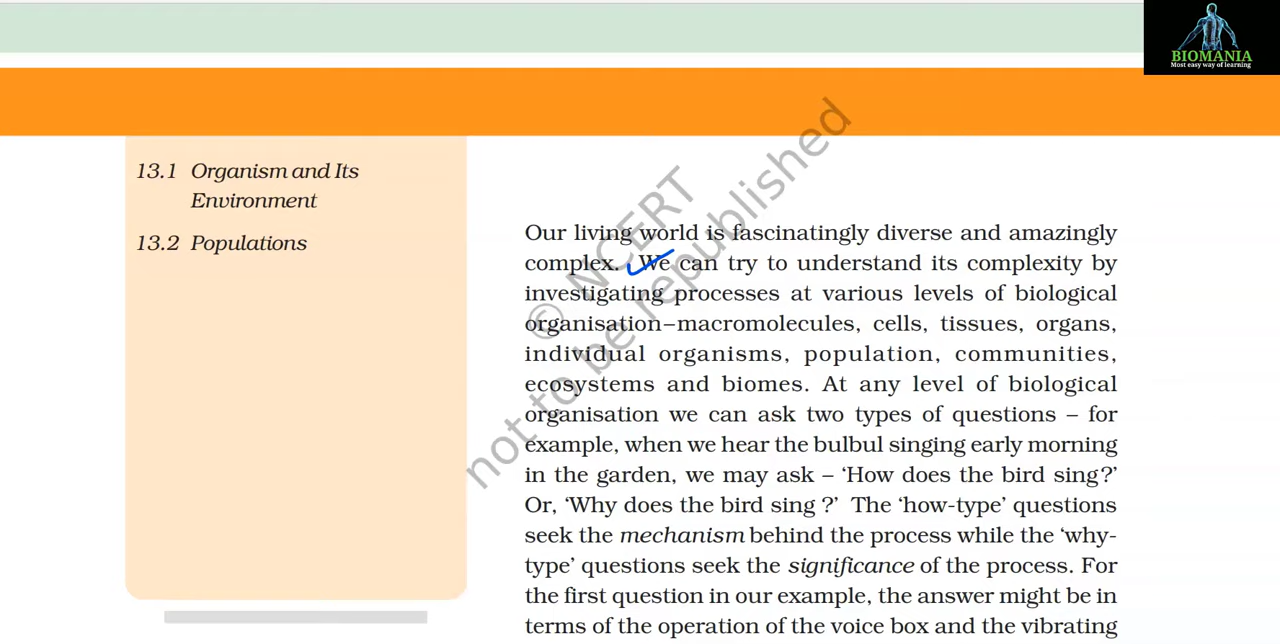 BIOMANIA
Most easy way of learning
13.1 Organism and Its
Environment
13.2 Populations
Our living world is fascinatingly diverse and amazingly
complex. We can try to understand its complexity by
investigating processes at various levels of biological
organisation–macromolecules, cells, tissues, organs,
individual organisms, population, communities,
ecosystems and biomes. At any level of biological
organisation we can ask two types of questions – for
example, when we hear the bulbul singing early morning
in the garden, we may ask – ‘How does the bird sing?’
Or, ‘Why does the bird sing ?’ The ‘how-type’ questions
seek the mechanism behind the process while the ‘why-
type’ questions seek the significance of the process. For
the first question in our example, the answer might be in
terms of the operation of the voice box and the vibrating
© NCERT
not to be republished